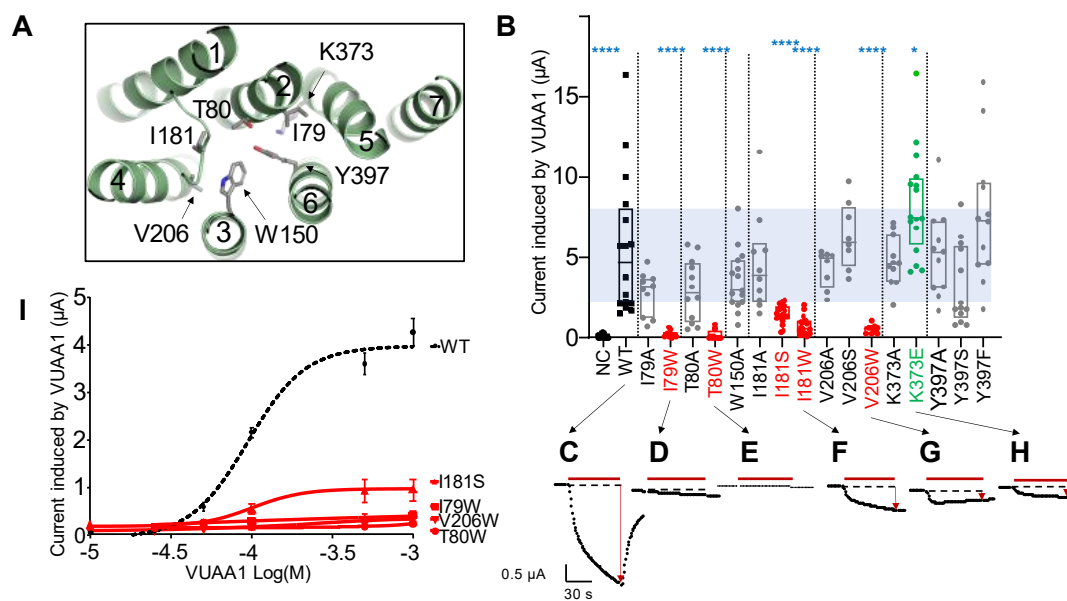 A
1
2
K373
7
T80
I181
I79
5
4
Y397
6
3
V206
W150
B
Current induced by VUAA1 (µA)
15
10
5
0
**** **** **** **** **** **** *
NC
WT
I79A
I79W
T80A
T80W
W150A
I181A
I181S
I181W
V206A
V206S
V206W
K373A
K373E
Y397A
Y397S
Y397F
C D E F G H
0.5 µA
30 s
I
Current induced by VUAA1 (µA)
5
4
3
2
1
0
WT
I181S
I79W
V206W
T80W
-5 -4.5 -4 -3.5 -3
VUAA1 Log(M)